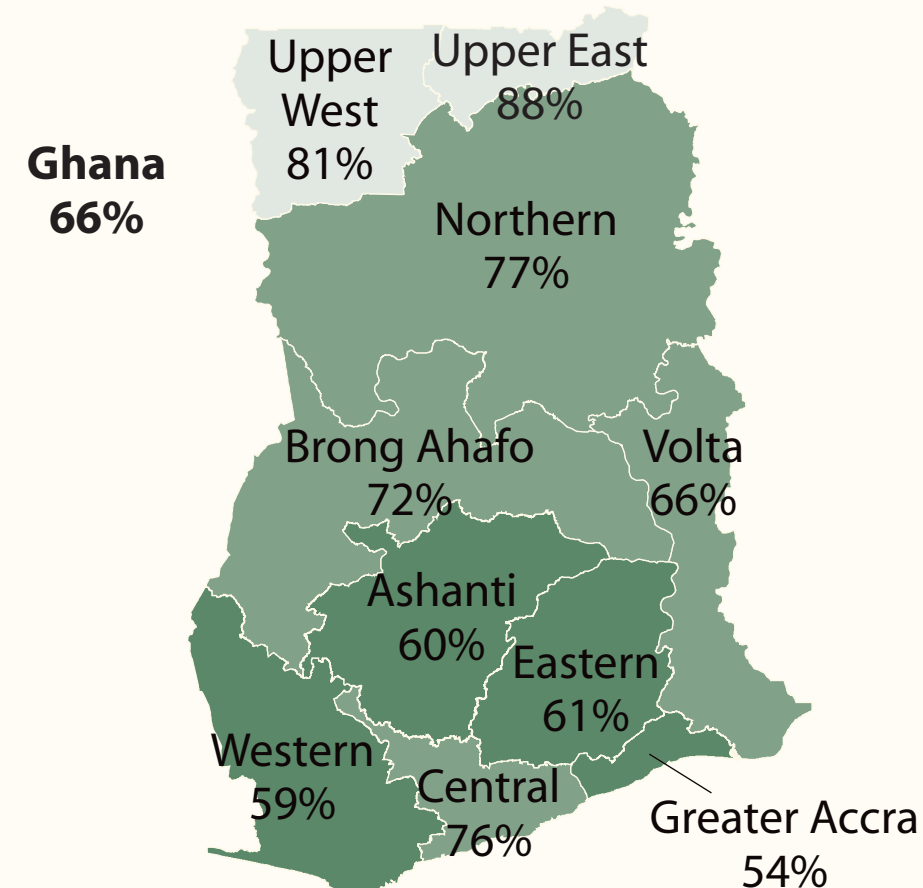 Upper
West
81%
Upper East
88%
Ghana
66%
Northern
77%
Brong Ahafo
72%
Volta
66%
Ashanti
60%
Eastern
61%
Western
59%
Central
76%
Greater Accra
54%